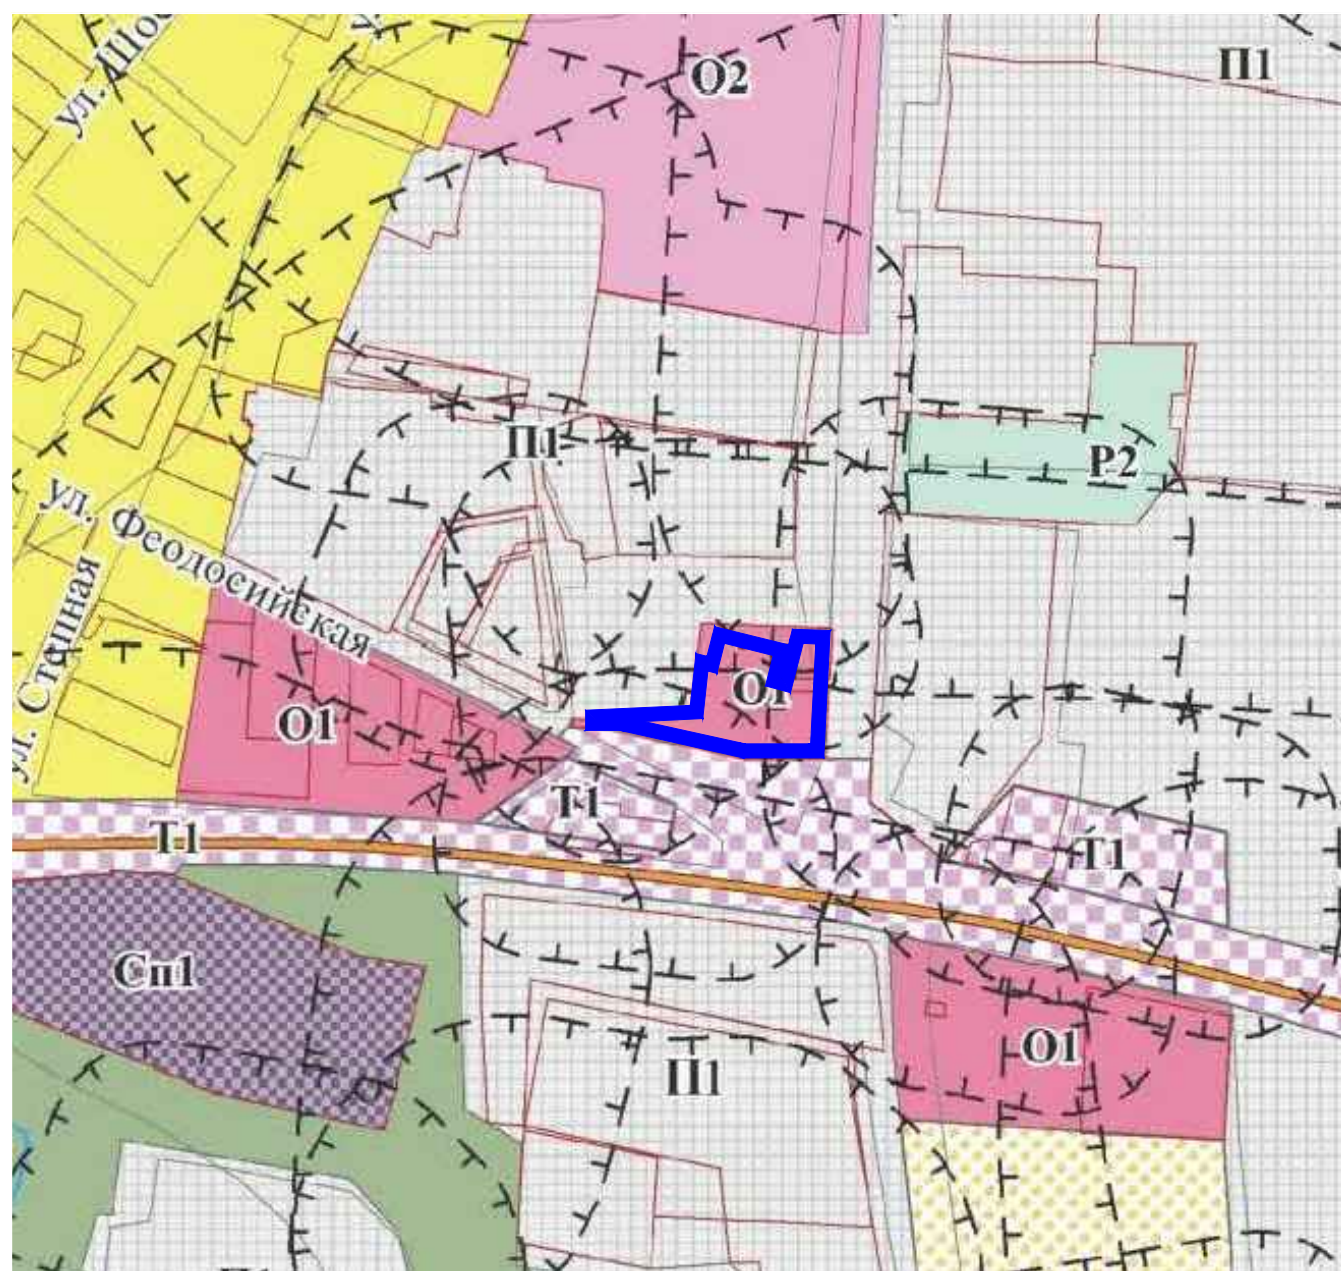 ул. Шос
О2
П1
П1
Р2
ул. Феодосийская
ул. Степная
О1
О1
Т1
Т1
Т1
Сп1
О1
П1